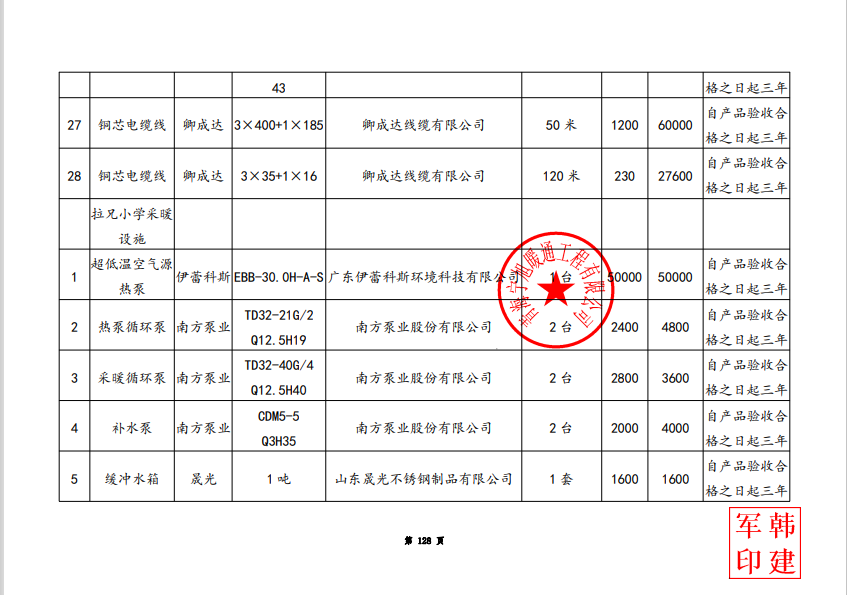 43 格之日起三年
27 铜芯电缆线 卿成达 3×400+1×185 卿成达线缆有限公司 50 米 1200 60000 自产品验收合
格之日起三年
28 铜芯电缆线 卿成达 3×35+1×16 卿成达线缆有限公司 120 米 230 27600 自产品验收合
格之日起三年
拉兄小学采暖
设施
1 超低温空气源
热泵 伊蕾科斯 EBB-30.0H-A-S 广东伊蕾科斯环境科技有限公司 1 台 50000 50000 自产品验收合
格之日起三年
2 热泵循环泵 南方泵业 TD32-21G/2
Q12.5H19 南方泵业股份有限公司 2 台 2400 4800 自产品验收合
格之日起三年
3 采暖循环泵 南方泵业 TD32-40G/4
Q12.5H40 南方泵业股份有限公司 2 台 2800 3600 自产品验收合
格之日起三年
4 补水泵 南方泵业 CDM5-5
Q3H35 南方泵业股份有限公司 2 台 2000 4000 自产品验收合
格之日起三年
5 缓冲水箱 晟光 1 吨 山东晟光不锈钢制品有限公司 1 套 1600 1600 自产品验收合
格之日起三年
旭暖通工程有限公司
第 128 页
韩建
军印